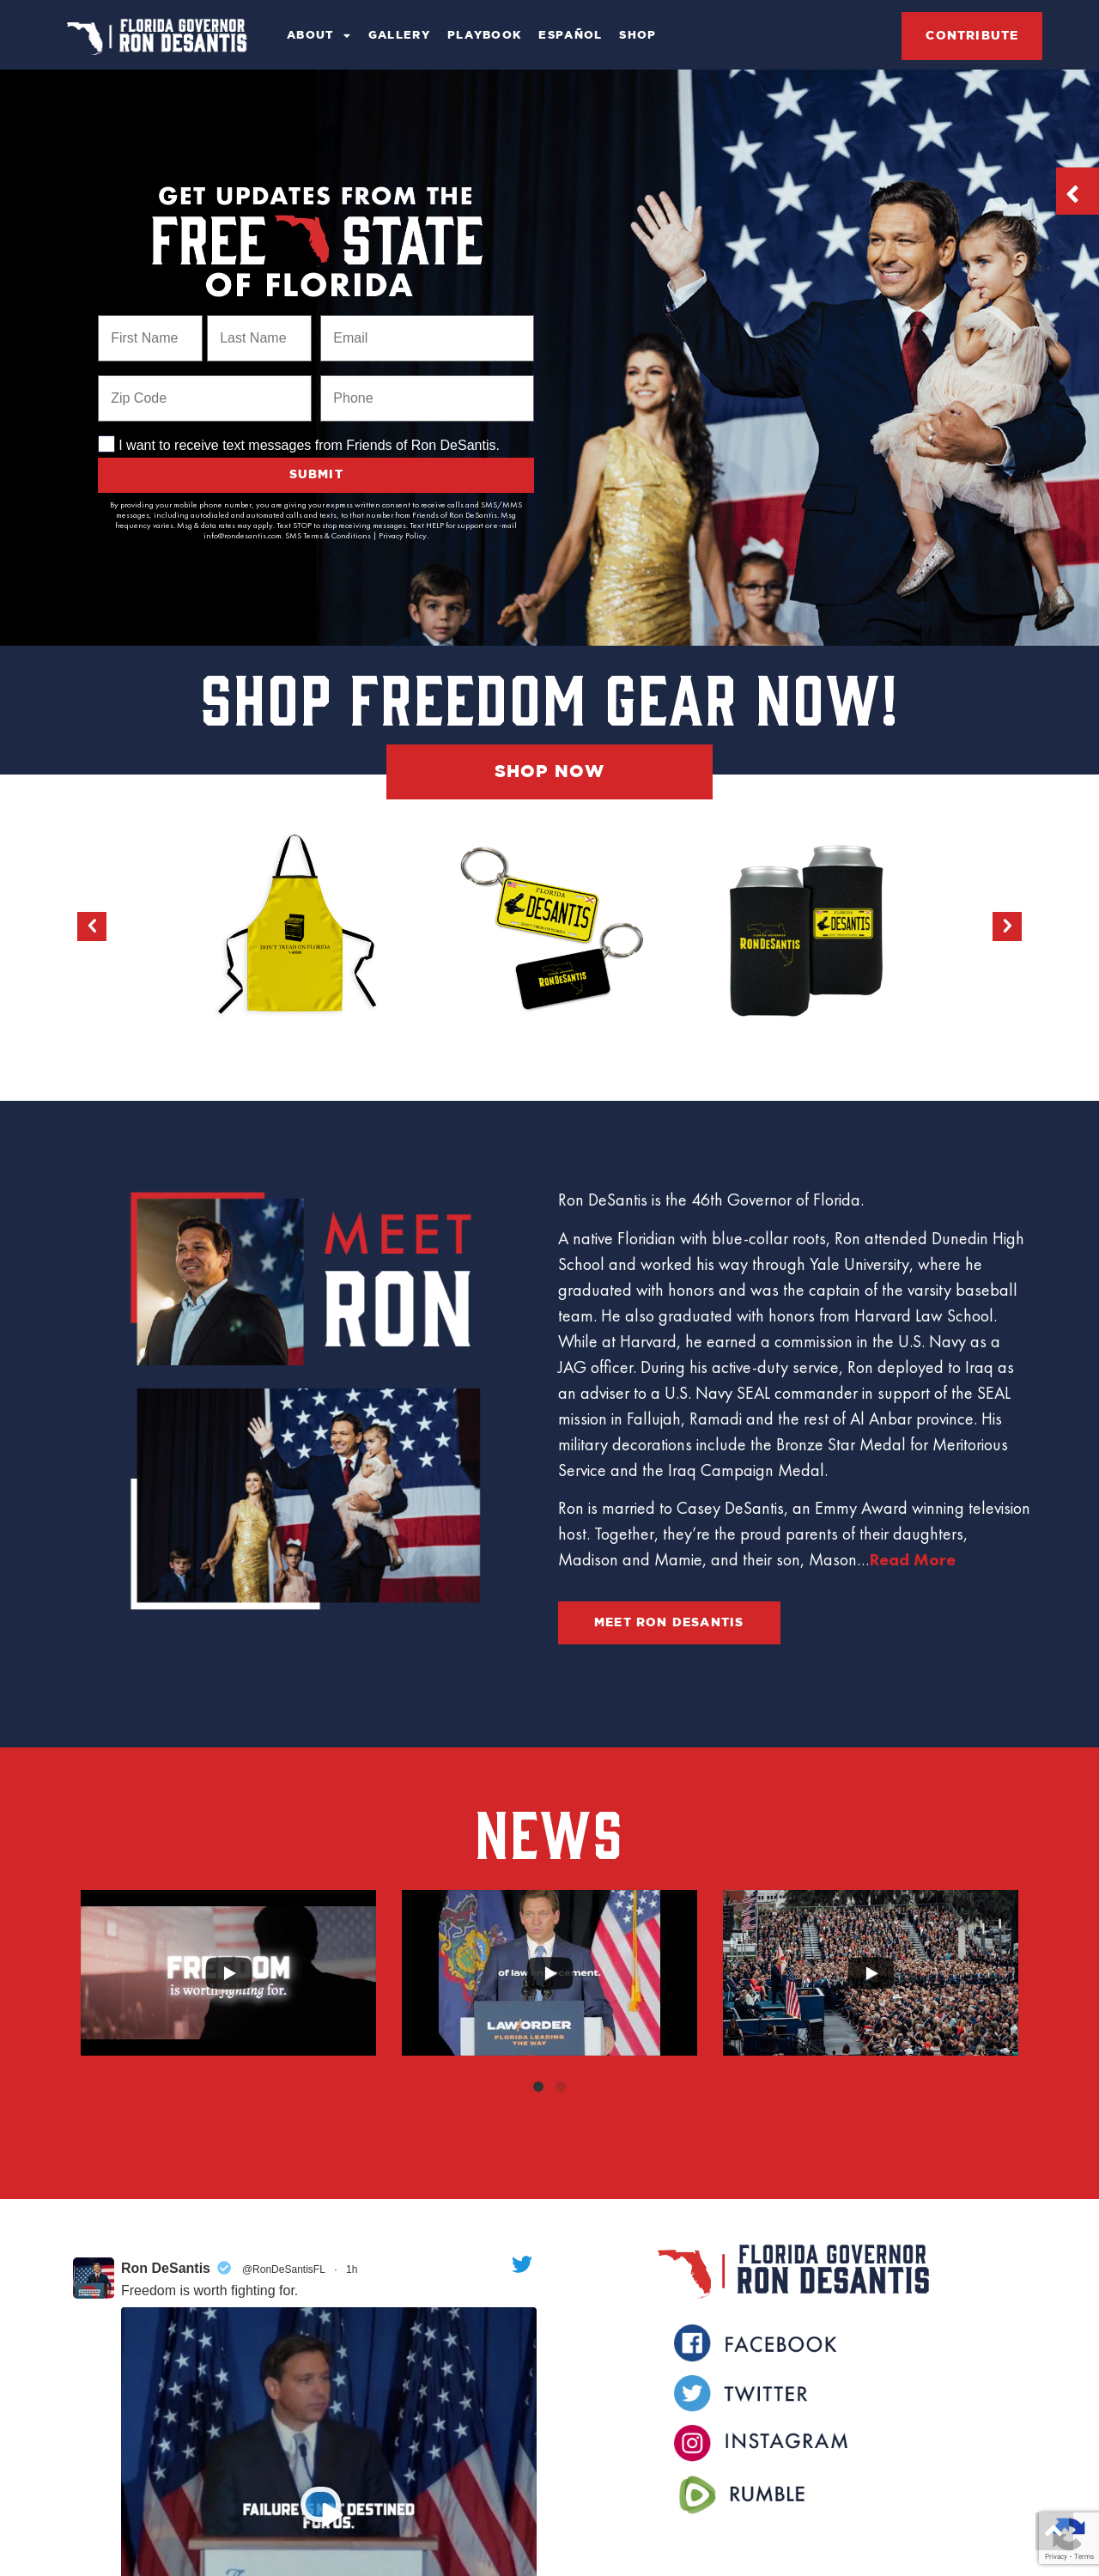 FLORIDA GOVERNOR
RON DESANTIS
ABOUT GALLERY PLAYBOOK ESPAÑOL SHOP
CONTRIBUTE
GET UPDATES FROM THE
FREE STATE
OF FLORIDA
First Name Last Name Email
Zip Code Phone
I want to receive text messages from Friends of Ron DeSantis.
SUBMIT
By providing your mobile phone number, you are giving your express written consent to receive calls and SMS/MMS
messages, including autodialed and automated calls and texts, to that number from Friends of Ron DeSantis. Msg
frequency varies. Msg & data rates may apply. Text STOP to stop receiving messages. Text HELP for support or e-mail
info@rondesantis.com. SMS Terms & Conditions | Privacy Policy.
SHOP FREEDOM GEAR NOW!
SHOP NOW
DON'T TREAD ON FLORIDA
FLORIDA
DESANTIS
RON DESANTIS
FLORIDA GOVERNOR
RON DESANTIS
FLORIDA
DESANTIS
MEET
RON
Ron DeSantis is the 46th Governor of Florida.
A native Floridian with blue-collar roots, Ron attended Dunedin High
School and worked his way through Yale University, where he
graduated with honors and was the captain of the varsity baseball
team. He also graduated with honors from Harvard Law School.
While at Harvard, he earned a commission in the U.S. Navy as a
JAG officer. During his active-duty service, Ron deployed to Iraq as
an adviser to a U.S. Navy SEAL commander in support of the SEAL
mission in Fallujah, Ramadi and the rest of Al Anbar province. His
military decorations include the Bronze Star Medal for Meritorious
Service and the Iraq Campaign Medal.
Ron is married to Casey DeSantis, an Emmy Award winning television
host. Together, they’re the proud parents of their daughters,
Madison and Mamie, and their son, Mason...Read More
MEET RON DESANTIS
NEWS
is worth fighting for.
LAW & ORDER
FLORIDA LEADING
THE WAY
Ron DeSantis @RonDeSantisFL · 1h
Freedom is worth fighting for.
FAILURE DESTINED
FOR US.
FLORIDA GOVERNOR
RON DESANTIS
FACEBOOK
TWITTER
INSTAGRAM
RUMBLE
Privacy - Terms